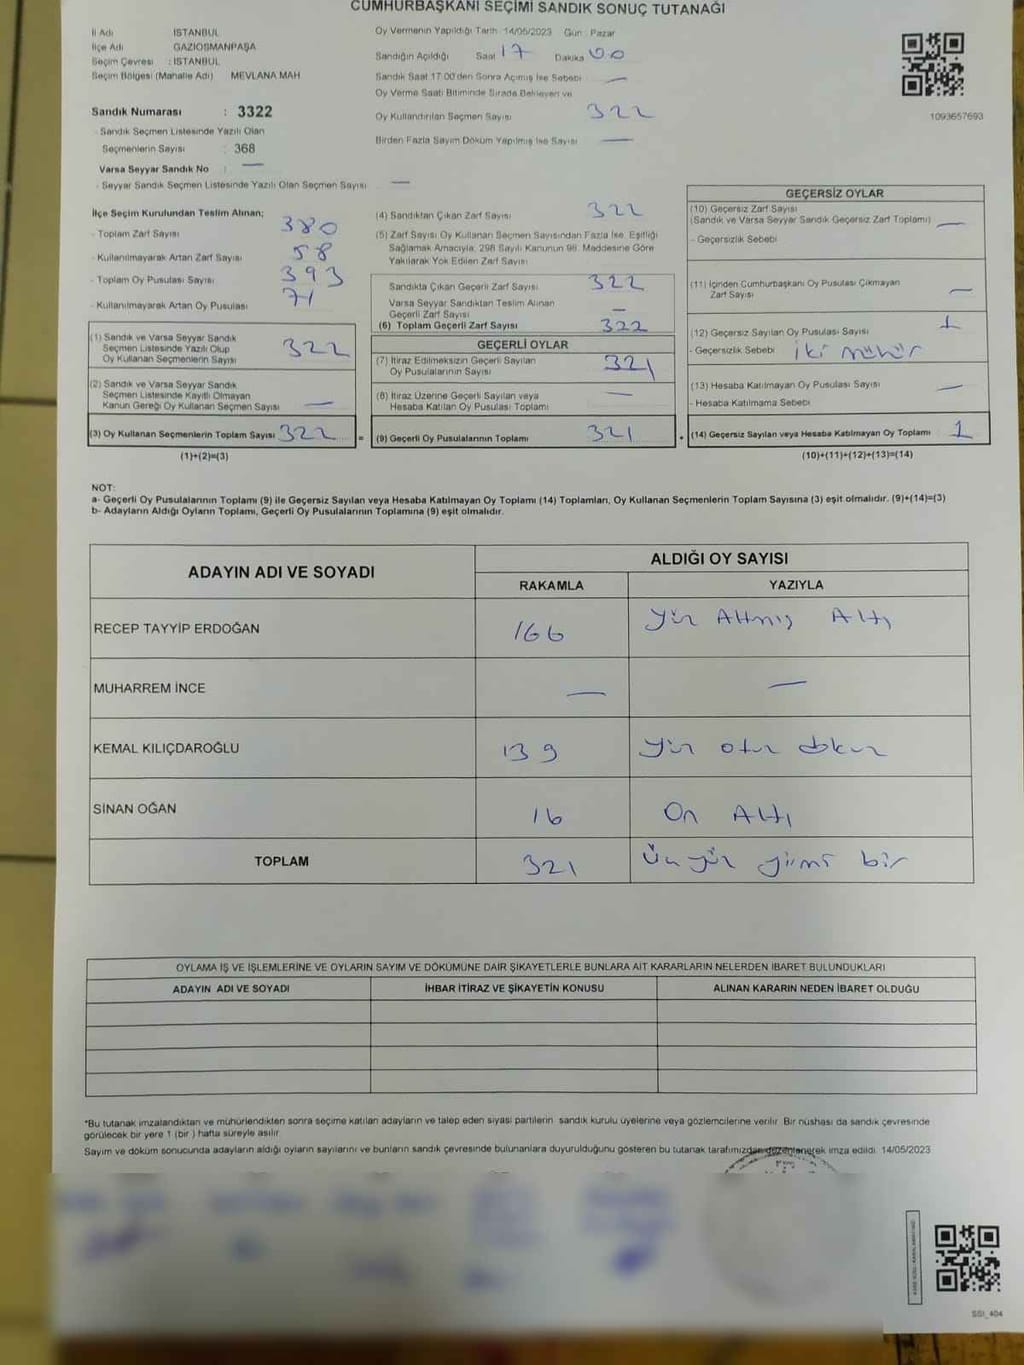 CUMHURBAŞKANI SEÇİMİ SANDIK SONUÇ TUTANAĞI
İl Adı İSTANBUL
İlçe Adı GAZİOSMANPAŞA
Seçim Çevresi : İSTANBUL
Seçim Bölgesi (Mahalle Adı) MEVLANA MAH
Sandık Numarası : 3322
- Sandık Seçmen Listesinde Yazılı Olan
Seçmenlerin Sayısı : 368
Varsa Seyyar Sandık No : —
- Seyyar Sandık Seçmen Listesinde Yazılı Olan Seçmen Sayısı —
Oy Vermenin Yapıldığı Tarih 14/05/2023 Gün : Pazar
Sandığın Açıldığı Saat 17 Dakika 00
Sandık Saat 17.00'den Sonra Açılmış İse Sebebi —
Oy Verme Saati Bitiminde Sırada Bekleyen ve
Oy Kullandırılan Seçmen Sayısı 322
Birden Fazla Sayım Döküm Yapılmış İse Sayısı —
1093657693
İlçe Seçim Kurulundan Teslim Alınan;
- Toplam Zarf Sayısı 380
- Kullanılmayarak Artan Zarf Sayısı 58
- Toplam Oy Pusulası Sayısı 393
- Kullanılmayarak Artan Oy Pusulası 71
(1) Sandık ve Varsa Seyyar Sandık
Seçmen Listesinde Yazılı Olup
Oy Kullanan Seçmenlerin Sayısı 322
(2) Sandık ve Varsa Seyyar Sandık
Seçmen Listesinde Kayıtlı Olmayan
Kanun Gereği Oy Kullanan Seçmen Sayısı —
(3) Oy Kullanan Seçmenlerin Toplam Sayısı 322 =
(1)+(2)=(3)
(4) Sandıktan Çıkan Zarf Sayısı 322
(5) Zarf Sayısı Oy Kullanan Seçmen Sayısından Fazla İse, Eşitliği
Sağlamak Amacıyla, 298 Sayılı Kanunun 98. Maddesine Göre
Yakılarak Yok Edilen Zarf Sayısı
Sandıkta Çıkan Geçerli Zarf Sayısı 322
Varsa Seyyar Sandıktan Teslim Alınan
Geçerli Zarf Sayısı —
(6) Toplam Geçerli Zarf Sayısı 322
GEÇERLİ OYLAR
(7) İtiraz Edilmeksizin Geçerli Sayılan
Oy Pusulalarının Sayısı 321
(8) İtiraz Üzerine Geçerli Sayılan veya
Hesaba Katılan Oy Pusulası Toplamı —
(9) Geçerli Oy Pusulalarının Toplamı 321 +
GEÇERSİZ OYLAR
(10) Geçersiz Zarf Sayısı
(Sandık ve Varsa Seyyar Sandık Geçersiz Zarf Toplamı) —
- Geçersizlik Sebebi
(11) İçinden Cumhurbaşkanı Oy Pusulası Çıkmayan
Zarf Sayısı —
(12) Geçersiz Sayılan Oy Pusulası Sayısı 1
- Geçersizlik Sebebi iki mühür
(13) Hesaba Katılmayan Oy Pusulası Sayısı —
- Hesaba Katılmama Sebebi
(14) Geçersiz Sayılan veya Hesaba Katılmayan Oy Toplamı 1
(10)+(11)+(12)+(13)=(14)
NOT:
a- Geçerli Oy Pusulalarının Toplamı (9) ile Geçersiz Sayılan veya Hesaba Katılmayan Oy Toplamı (14) Toplamları, Oy Kullanan Seçmenlerin Toplam Sayısına (3) eşit olmalıdır. (9)+(14)=(3)
b- Adayların Aldığı Oyların Toplamı, Geçerli Oy Pusulalarının Toplamına (9) eşit olmalıdır.
ADAYIN ADI VE SOYADI
ALDIĞI OY SAYISI
RAKAMLA YAZIYLA
RECEP TAYYİP ERDOĞAN 166 Yüz Altmış Altı
MUHARREM İNCE — —
KEMAL KILIÇDAROĞLU 139 Yüz otuz dokuz
SİNAN OĞAN 16 On Altı
TOPLAM 321 Üçyüz yirmi bir
OYLAMA İŞ VE İŞLEMLERİNE VE OYLARIN SAYIM VE DÖKÜMÜNE DAİR ŞİKAYETLERLE BUNLARA AİT KARARLARIN NELERDEN İBARET BULUNDUKLARI
ADAYIN ADI VE SOYADI İHBAR İTİRAZ VE ŞİKAYETİN KONUSU ALINAN KARARIN NEDEN İBARET OLDUĞU
*Bu tutanak imzalandıktan ve mühürlendikten sonra seçime katılan adayların ve talep eden siyasi partilerin sandık kurulu üyelerine veya gözlemcilerine verilir. Bir nüshası da sandık çevresinde
görülecek bir yere 1 (bir ) hafta süreyle asılır.
Sayım ve döküm sonucunda adayların aldığı oyların sayılarını ve bunların sandık çevresinde bulunanlara duyurulduğunu gösteren bu tutanak tarafımızdan düzenlenerek imza edildi. 14/05/2023